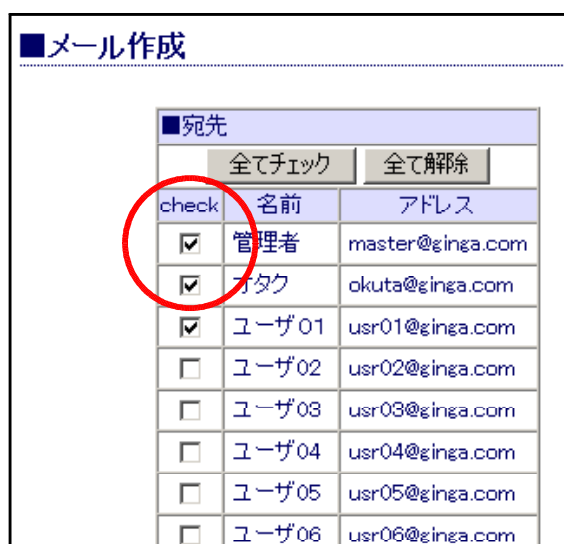 ■メール作成
■宛先
全てチェック 全て解除
check 名前 アドレス
管理者 master@ginga.com
オタク okuta@ginga.com
ユーザ01 usr01@ginga.com
ユーザ02 usr02@ginga.com
ユーザ03 usr03@ginga.com
ユーザ04 usr04@ginga.com
ユーザ05 usr05@ginga.com
ユーザ06 usr06@ginga.com